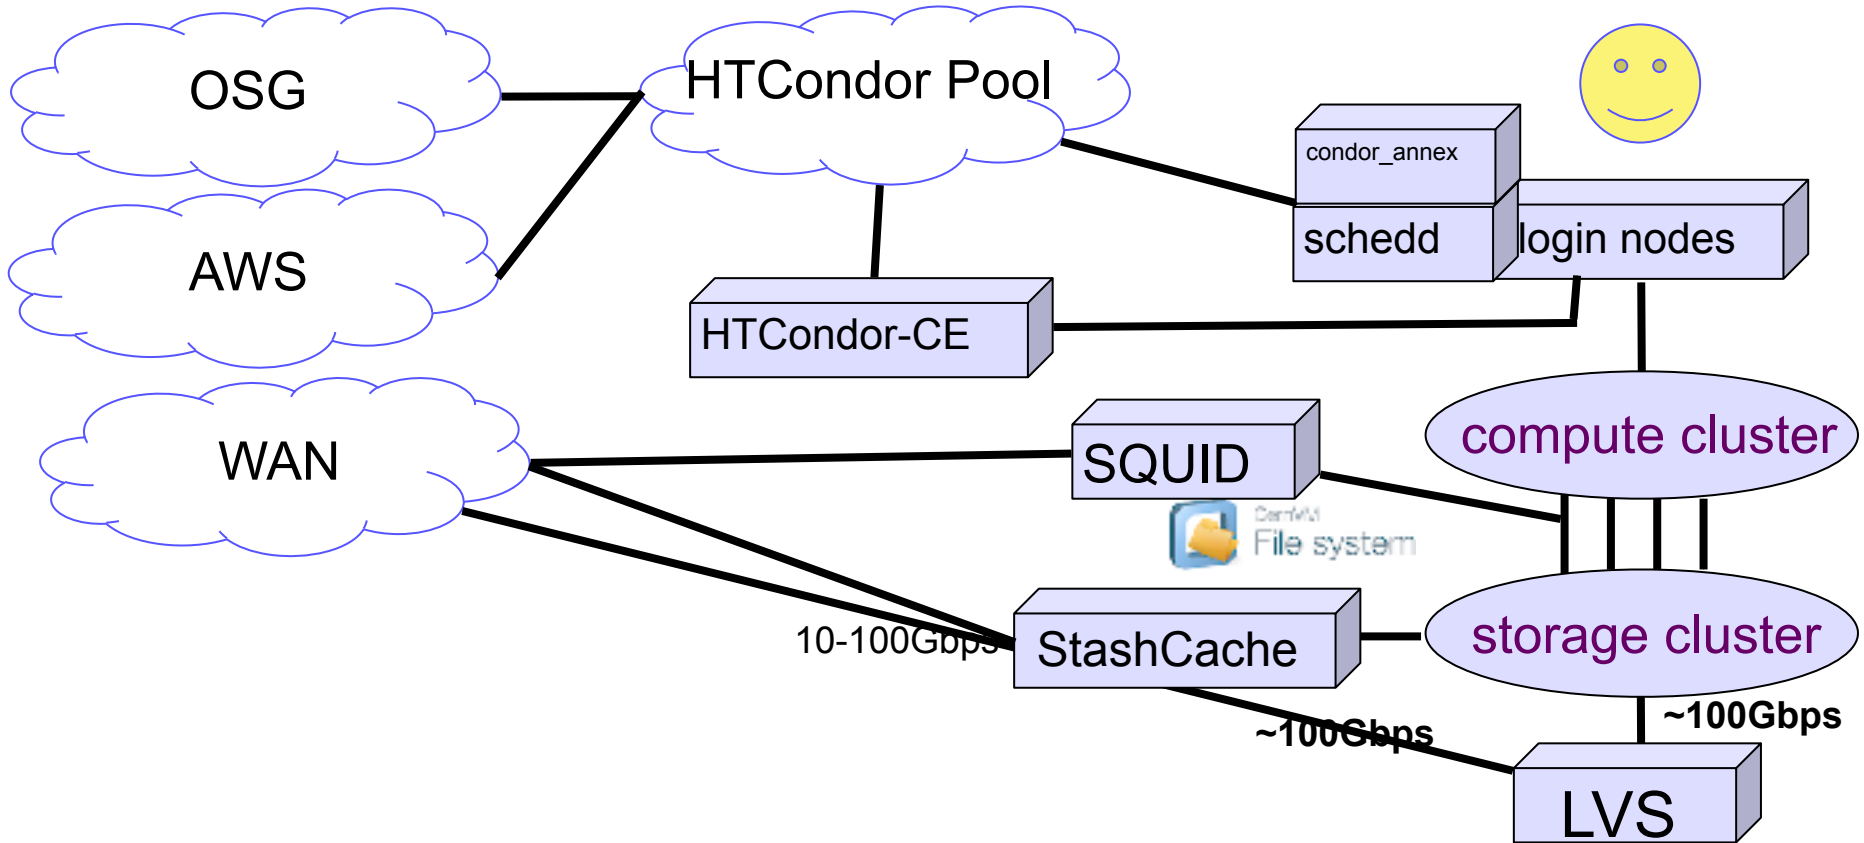 OSG
HTCondor Pool
condor_annex
AWS
schedd
login nodes
HTCondor-CE
WAN
SQUID
compute cluster
CernVM
File system
10-100Gbps
StashCache
storage cluster
~100Gbps
~100Gbps
LVS